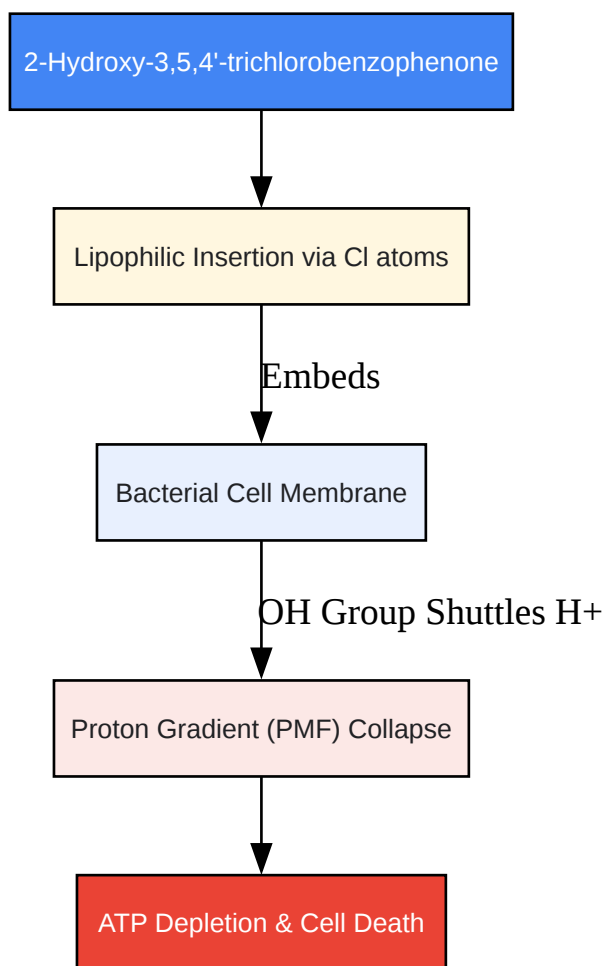 2-Hydroxy-3,5,4'-trichlorobenzophenone
Lipophilic Insertion via Cl atoms
Embeds
Bacterial Cell Membrane
OH Group Shuttles H+
Proton Gradient (PMF) Collapse
ATP Depletion & Cell Death